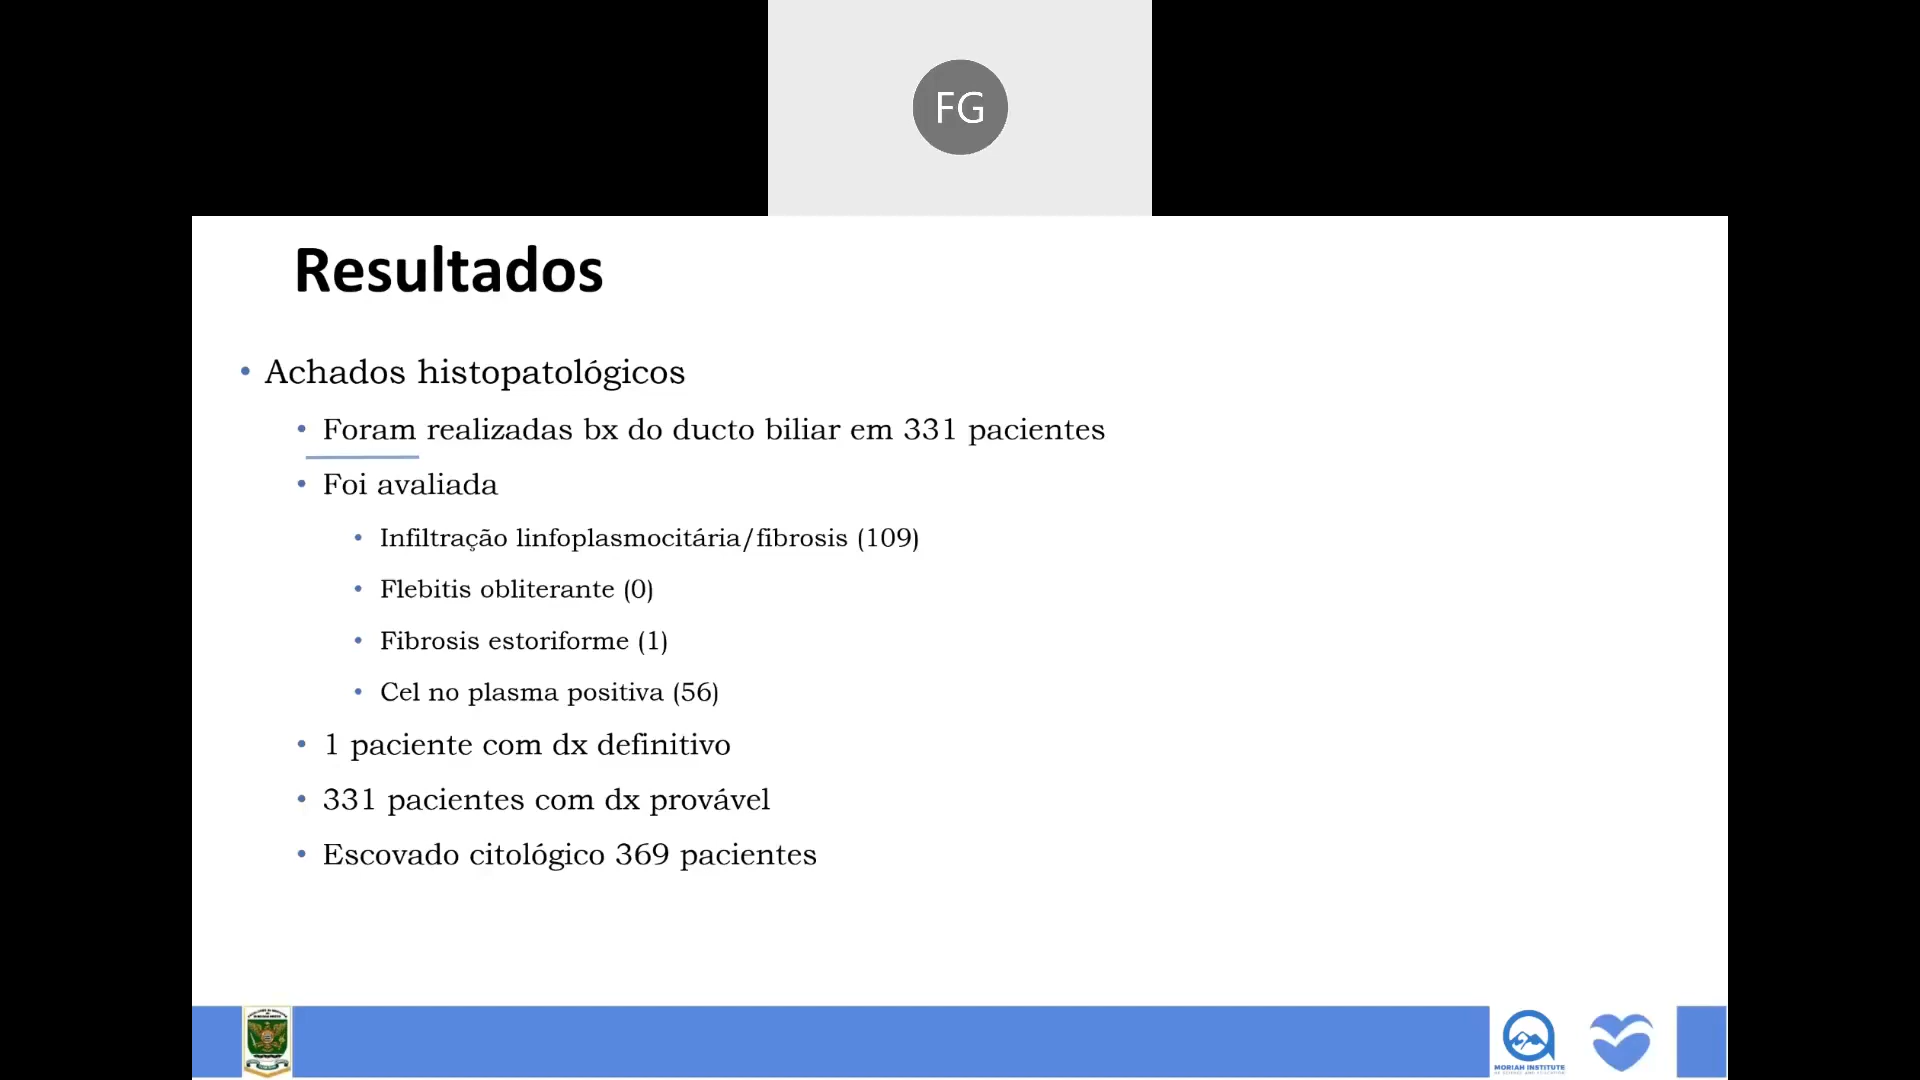 FG
Resultados
• Achados histopatológicos
• Foram realizadas bx do ducto biliar em 331 pacientes
• Foi avaliada
• Infiltração linfoplasmocitária/fibrosis (109)
• Flebitis obliterante (0)
• Fibrosis estoriforme (1)
• Cel no plasma positiva (56)
• 1 paciente com dx definitivo
• 331 pacientes com dx provável
• Escovado citológico 369 pacientes
MORIAH INSTITUTE